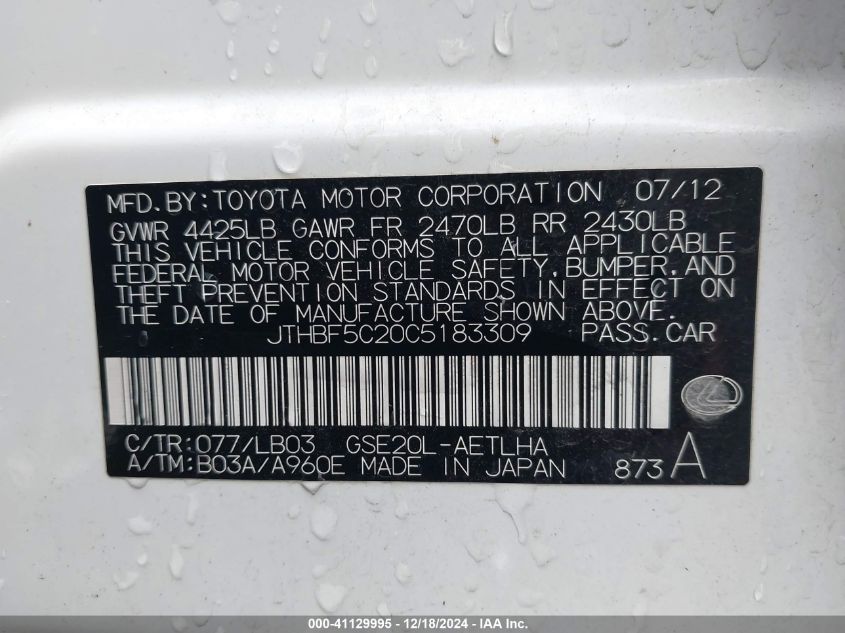 MFD. BY: TOYOTA MOTOR CORPORATION 07/12
GVWR 4425LB GAWR FR 2470LB RR 2430LB
THIS VEHICLE CONFORMS TO ALL APPLICABLE
FEDERAL MOTOR VEHICLE SAFETY, BUMPER, AND
THEFT PREVENTION STANDARDS IN EFFECT ON
THE DATE OF MANUFACTURE SHOWN ABOVE.
JTHBF5C20C5183309 PASS. CAR
C/TR: 077/LB03 GSE20L-AETLHA
A/TM: B03A/A960E MADE IN JAPAN 873 A
000-41129995 - 12/18/2024 - IAA Inc.